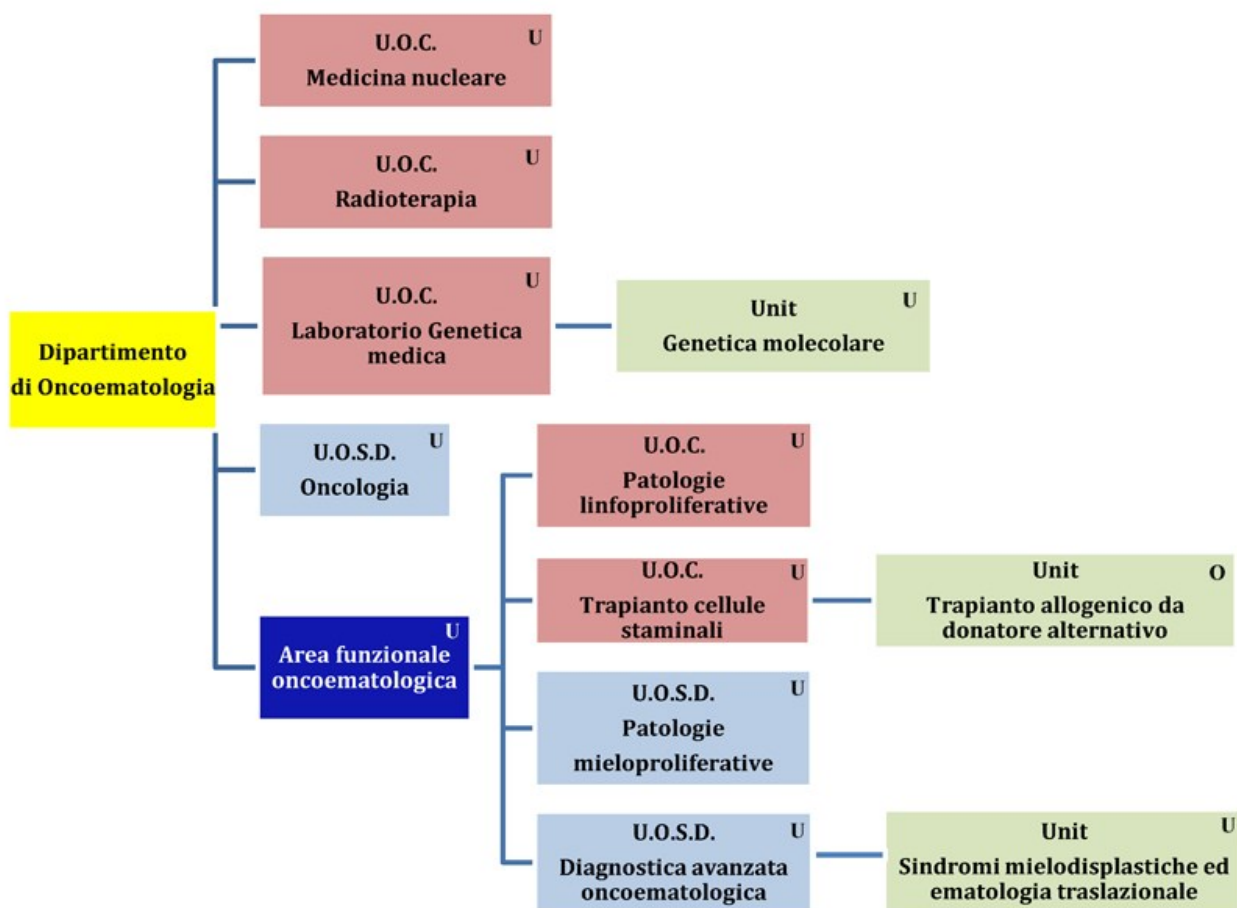 U.O.C. U
Medicina nucleare
U.O.C. U
Radioterapia
U.O.C. U
Laboratorio Genetica
medica
Unit U
Genetica molecolare
Dipartimento
di Oncoematologia
U.O.S.D. U
Oncologia
U.O.C. U
Patologie
linfoproliferative
U.O.C. U
Trapianto cellule
staminali
Unit O
Trapianto allogenico da
donatore alternativo
U
Area funzionale
oncoematologica
U.O.S.D. U
Patologie
mieloproliferative
U.O.S.D. U
Diagnostica avanzata
oncoematologica
Unit U
Sindromi mielodisplastiche ed
ematologia traslazionale